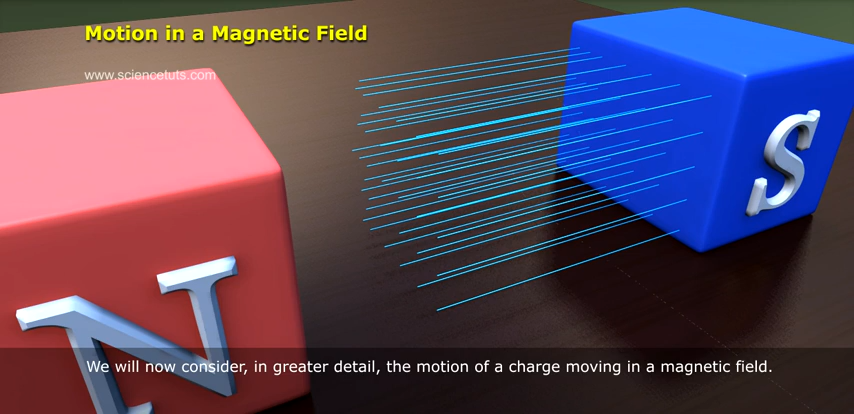 Motion in a Magnetic Field
www.sciencetuts.com
S
N
We will now consider, in greater detail, the motion of a charge moving in a magnetic field.